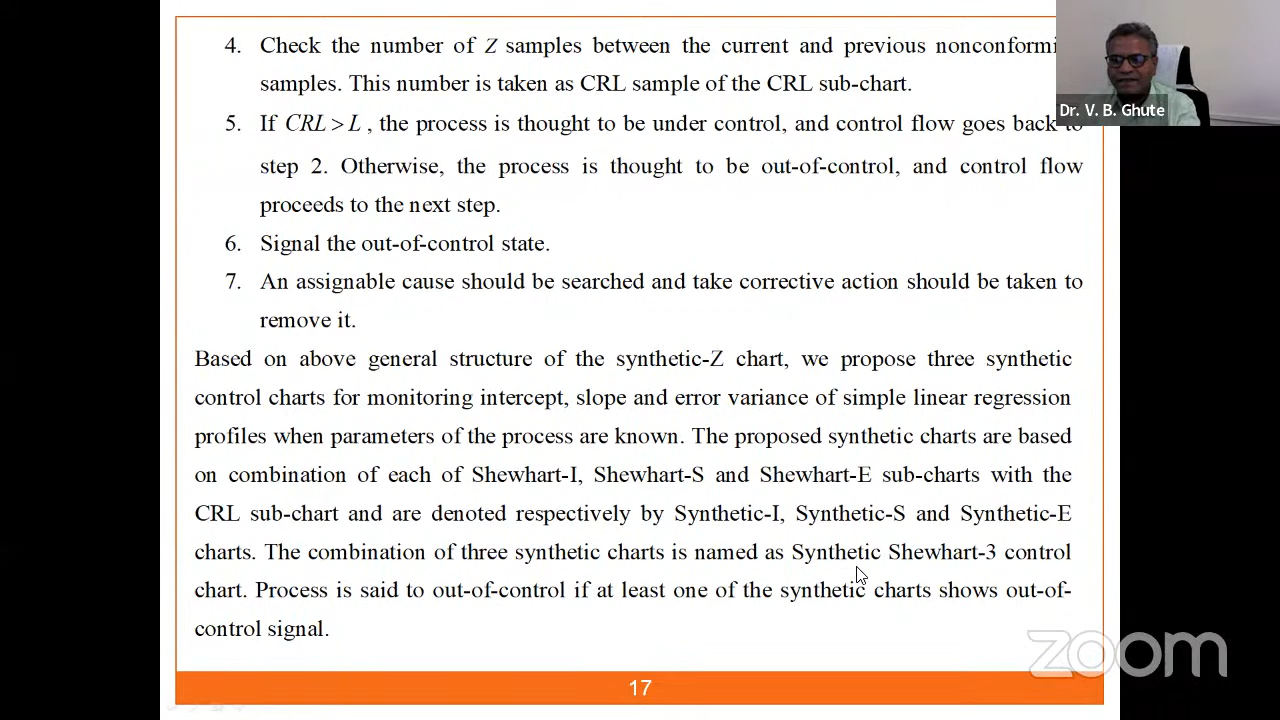 4. Check the number of Z samples between the current and previous nonconformi
samples. This number is taken as CRL sample of the CRL sub-chart.
Dr. V. B. Ghute
5. If CRL > L , the process is thought to be under control, and control flow goes back to
step 2. Otherwise, the process is thought to be out-of-control, and control flow
proceeds to the next step.
6. Signal the out-of-control state.
7. An assignable cause should be searched and take corrective action should be taken to
remove it.
Based on above general structure of the synthetic-Z chart, we propose three synthetic
control charts for monitoring intercept, slope and error variance of simple linear regression
profiles when parameters of the process are known. The proposed synthetic charts are based
on combination of each of Shewhart-I, Shewhart-S and Shewhart-E sub-charts with the
CRL sub-chart and are denoted respectively by Synthetic-I, Synthetic-S and Synthetic-E
charts. The combination of three synthetic charts is named as Synthetic Shewhart-3 control
chart. Process is said to out-of-control if at least one of the synthetic charts shows out-of-
control signal.
zoom
17